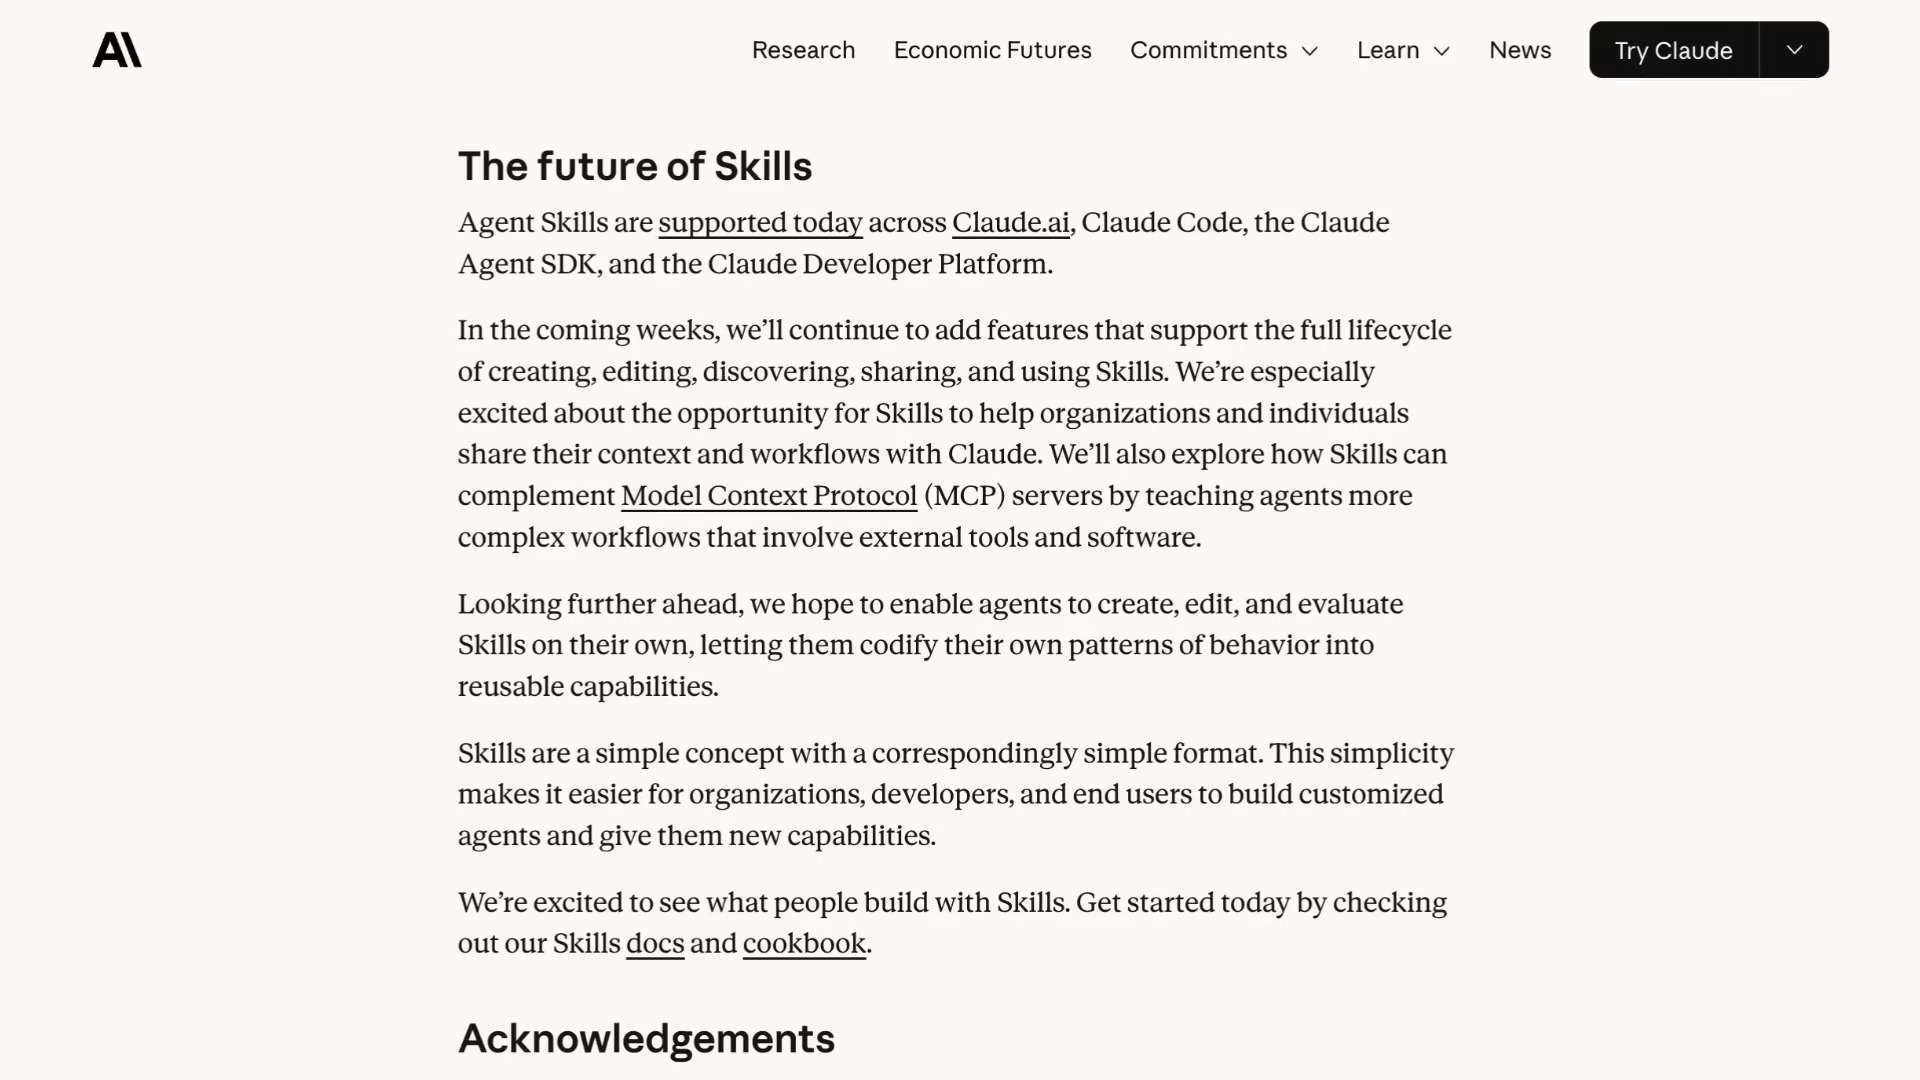 Research Economic Futures Commitments Learn News Try Claude
The future of Skills
Agent Skills are supported today across Claude.ai, Claude Code, the Claude
Agent SDK, and the Claude Developer Platform.
In the coming weeks, we’ll continue to add features that support the full lifecycle
of creating, editing, discovering, sharing, and using Skills. We’re especially
excited about the opportunity for Skills to help organizations and individuals
share their context and workflows with Claude. We’ll also explore how Skills can
complement Model Context Protocol (MCP) servers by teaching agents more
complex workflows that involve external tools and software.
Looking further ahead, we hope to enable agents to create, edit, and evaluate
Skills on their own, letting them codify their own patterns of behavior into
reusable capabilities.
Skills are a simple concept with a correspondingly simple format. This simplicity
makes it easier for organizations, developers, and end users to build customized
agents and give them new capabilities.
We’re excited to see what people build with Skills. Get started today by checking
out our Skills docs and cookbook.
Acknowledgements